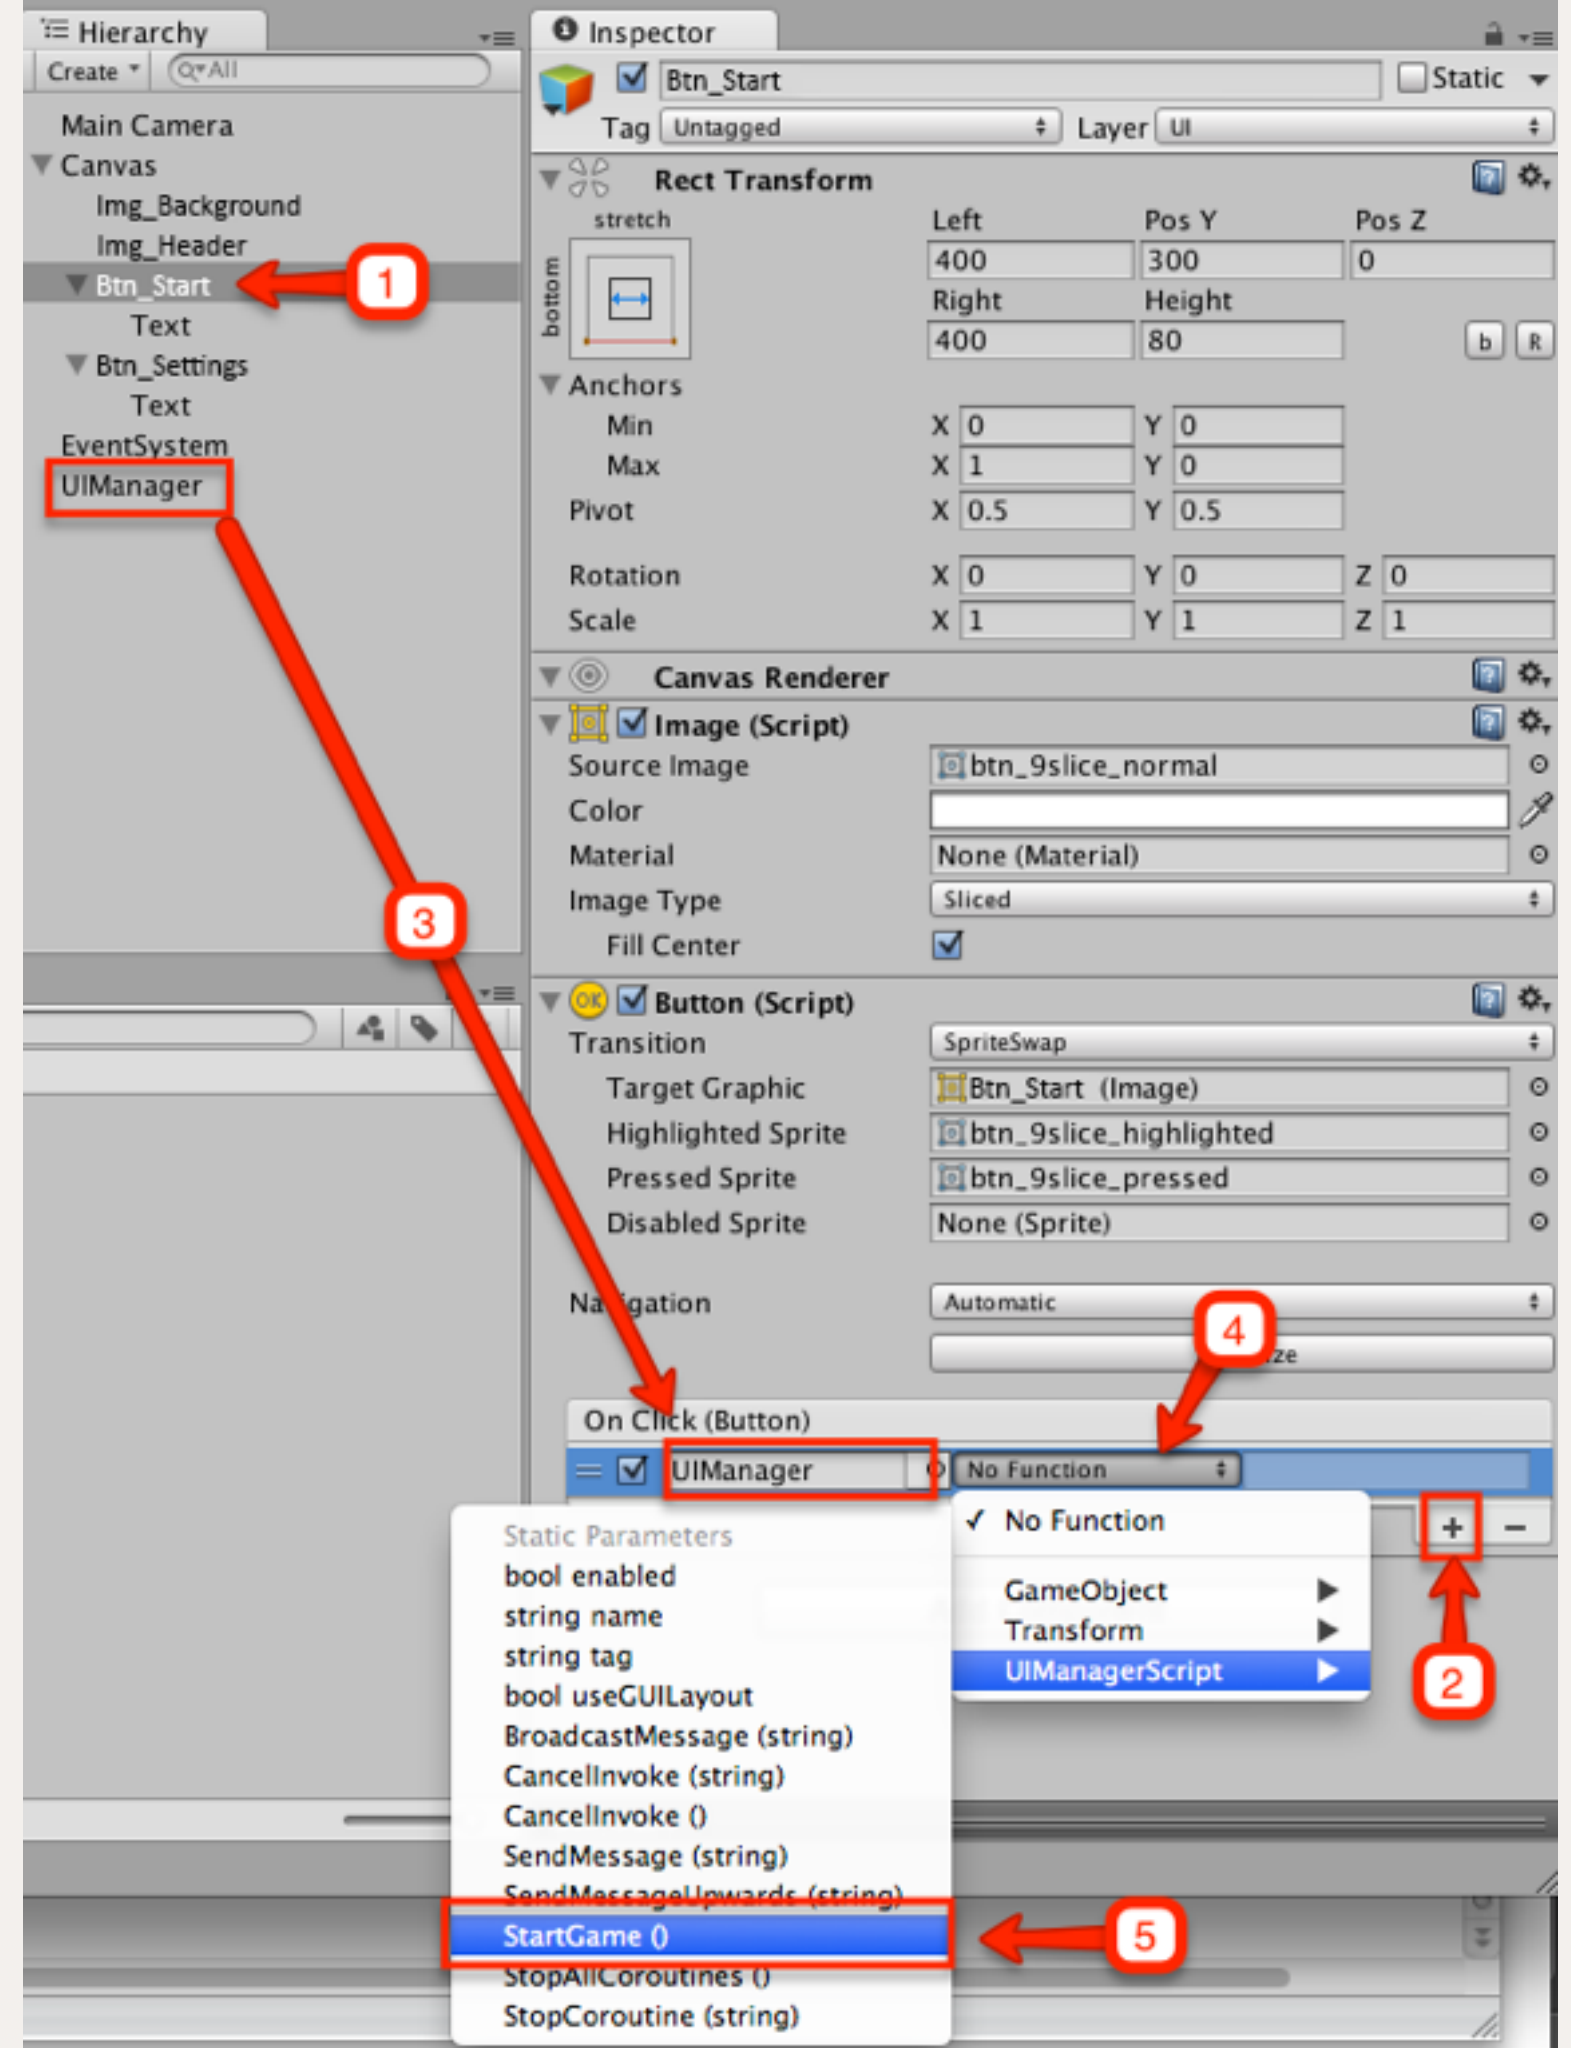 Hierarchy
Create
All
Main Camera
Canvas
Img_Background
Img_Header
Btn_Start
1
Text
Btn_Settings
Text
EventSystem
UIManager
3
Inspector
Btn_Start
Static
Tag Untagged Layer UI
Rect Transform
stretch
bottom
Left Pos Y Pos Z
400 300 0
Right Height
400 80 b R
Anchors
Min X 0 Y 0
Max X 1 Y 0
Pivot X 0.5 Y 0.5
Rotation X 0 Y 0 Z 0
Scale X 1 Y 1 Z 1
Canvas Renderer
Image (Script)
Source Image btn_9slice_normal
Color
Material None (Material)
Image Type Sliced
Fill Center
OK Button (Script)
Transition SpriteSwap
Target Graphic Btn_Start (Image)
Highlighted Sprite btn_9slice_highlighted
Pressed Sprite btn_9slice_pressed
Disabled Sprite None (Sprite)
Navigation Automatic
4
On Click (Button)
UIManager No Function
No Function
+ −
GameObject
Transform
UIManagerScript
2
Static Parameters
bool enabled
string name
string tag
bool useGUILayout
BroadcastMessage (string)
CancelInvoke (string)
CancelInvoke ()
SendMessage (string)
SendMessageUpwards (string)
StartGame ()
5
StopAllCoroutines ()
StopCoroutine (string)